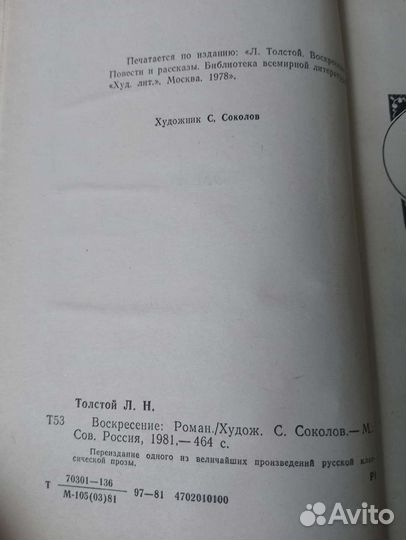 Печатается по изданию: «Л. Толстой. Воскресе
Повести и рассказы. Библиотека всемирной литерат
«Худ. лит.», Москва. 1978».
Художник С. Соколов
Толстой Л. Н.
Т53 Воскресение: Роман./Худож. С. Соколов.— М.:
Сов. Россия, 1981.— 464 с.
Переиздание одного из величайших произведений русской клас-
сической прозы.
Т 70301—136
М-105(03)81 97—81 4702010100
Р
Avito